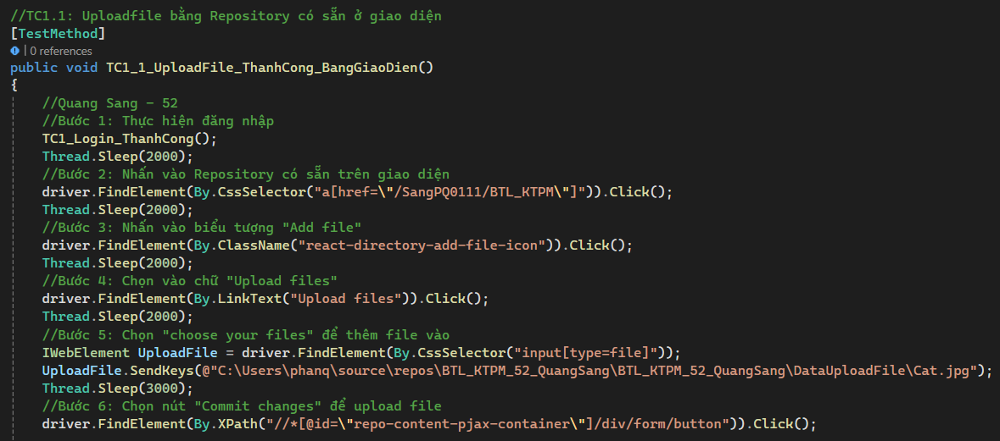 //TC1.1: Uploadfile bằng Repository có sẵn ở giao diện
[TestMethod]
| 0 references
public void TC1_1_UploadFile_ThanhCong_BangGiaoDien()
{
//Quang Sang - 52
//Bước 1: Thực hiện đăng nhập
TC1_Login_ThanhCong();
Thread.Sleep(2000);
//Bước 2: Nhấn vào Repository có sẵn trên giao diện
driver.FindElement(By.CssSelector("a[href=\"/SangPQ0111/BTL_KTPM\"]")).Click();
Thread.Sleep(2000);
//Bước 3: Nhấn vào biểu tượng "Add file"
driver.FindElement(By.ClassName("react-directory-add-file-icon")).Click();
Thread.Sleep(2000);
//Bước 4: Chọn vào chữ "Upload files"
driver.FindElement(By.LinkText("Upload files")).Click();
Thread.Sleep(2000);
//Bước 5: Chọn "choose your files" để thêm file vào
IWebElement UploadFile = driver.FindElement(By.CssSelector("input[type=file]"));
UploadFile.SendKeys(@"C:\Users\phanq\source\repos\BTL_KTPM_52_QuangSang\BTL_KTPM_52_QuangSang\DataUploadFile\Cat.jpg");
Thread.Sleep(3000);
//Bước 6: Chọn nút "Commit changes" để upload file
driver.FindElement(By.XPath("//*[@id=\"repo-content-pjax-container\"]/div/form/button")).Click();